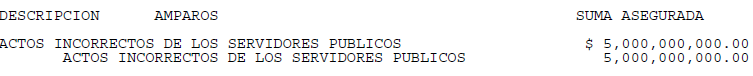 DESCRIPCION AMPAROS SUMA ASEGURADA
ACTOS INCORRECTOS DE LOS SERVIDORES PUBLICOS $ 5,000,000,000.00
ACTOS INCORRECTOS DE LOS SERVIDORES PUBLICOS 5,000,000,000.00